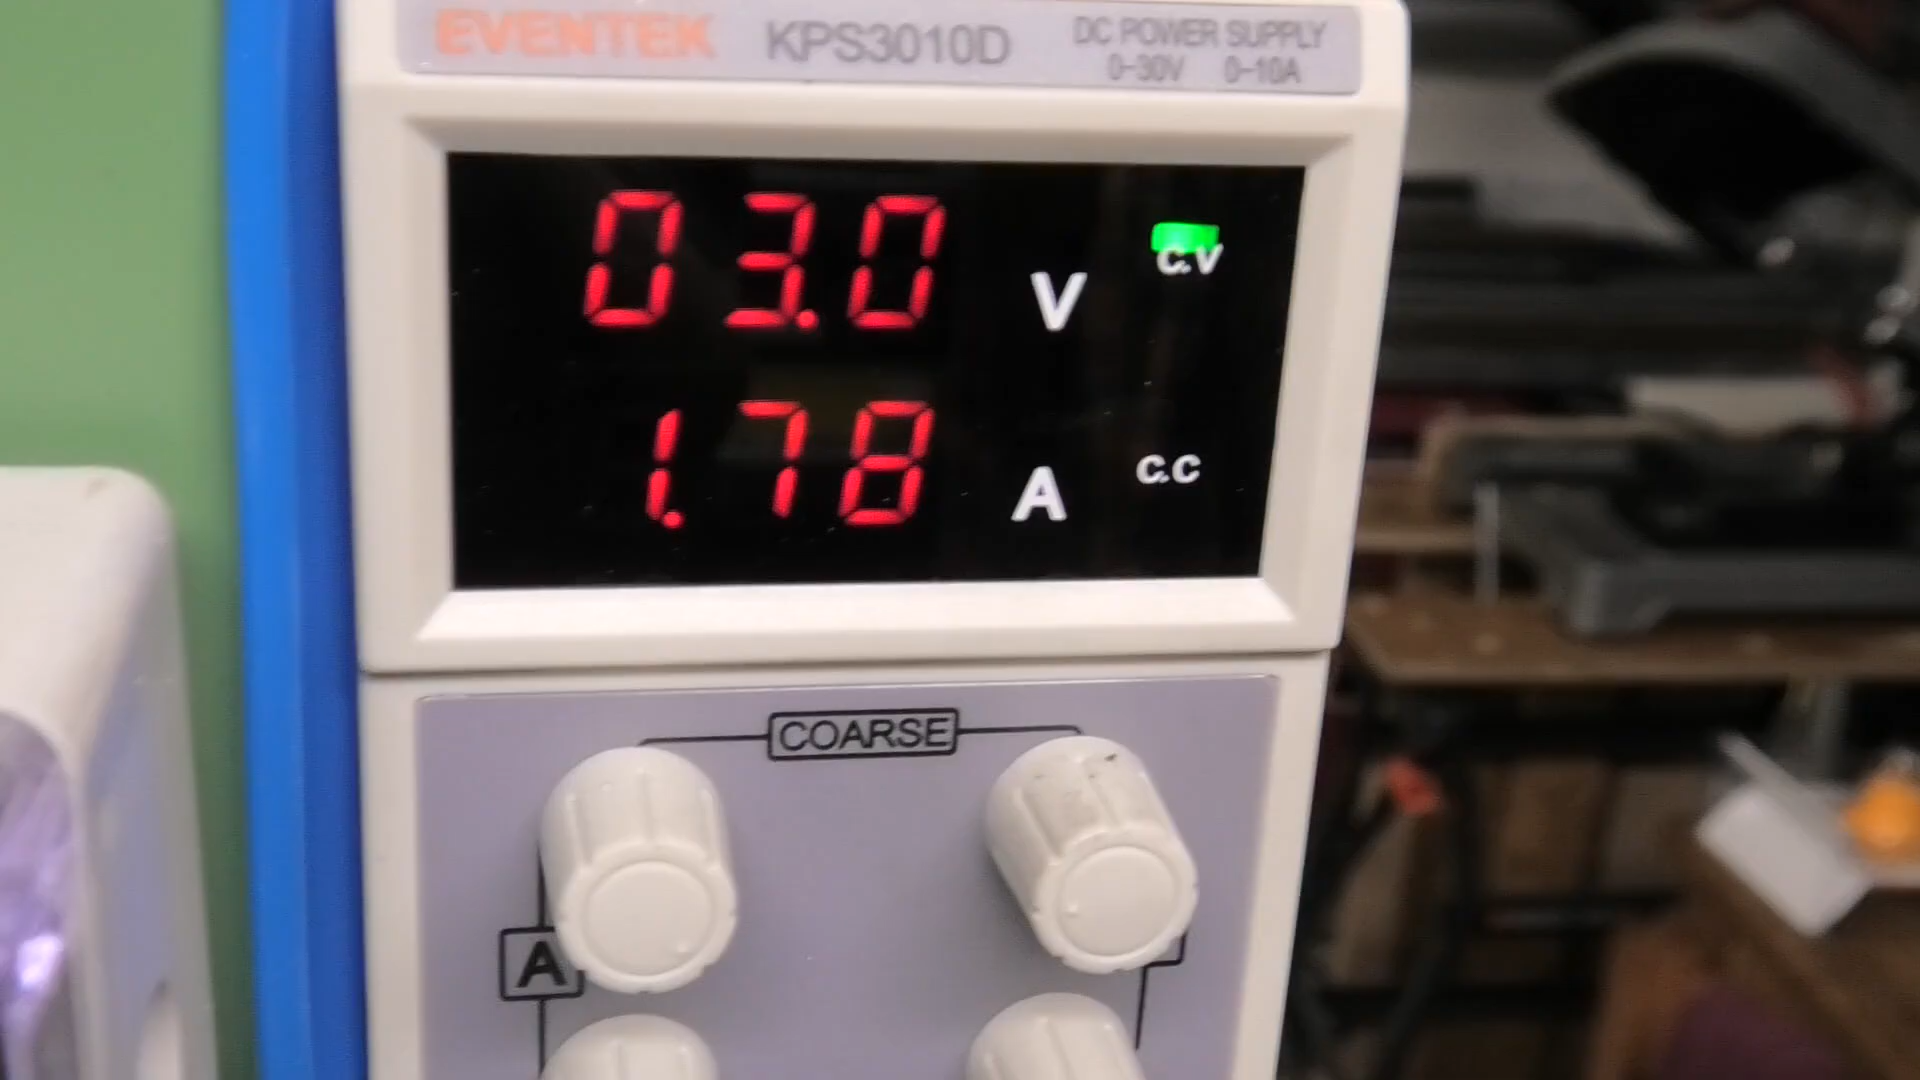 EVENTEK KPS3010D DC POWER SUPPLY
0-30V 0-10A
03.0 V C.V
1.78 A C.C
COARSE
A